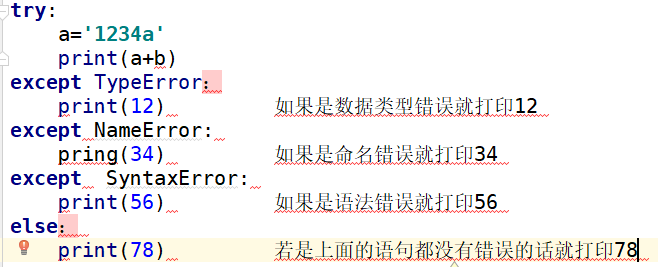 try:
    a='1234a'
    print(a+b)
except TypeError：
    print(12)          如果是数据类型错误就打印12
except NameError:
    pring(34)          如果是命名错误就打印34
except  SyntaxError:
    print(56)          如果是语法错误就打印56
else：
    print(78)          若是上面的语句都没有错误的话就打印78